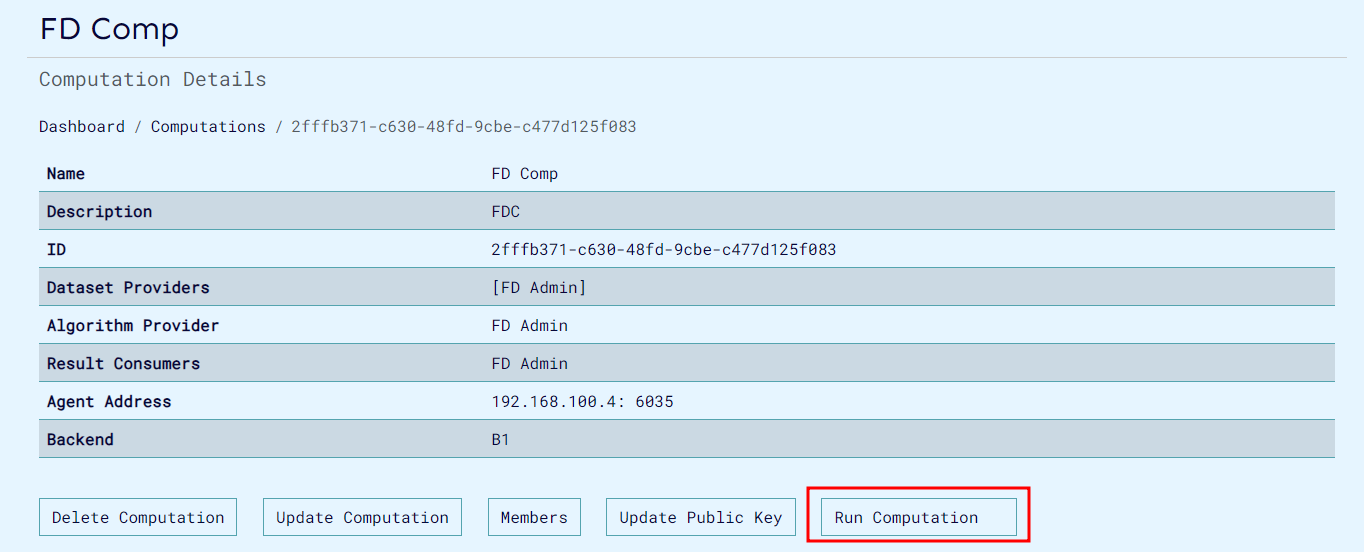 FD Comp
Computation Details
Dashboard / Computations / 2fffb371-c630-48fd-9cbe-c477d125f083
Name FD Comp
Description FDC
ID 2fffb371-c630-48fd-9cbe-c477d125f083
Dataset Providers [FD Admin]
Algorithm Provider FD Admin
Result Consumers FD Admin
Agent Address 192.168.100.4: 6035
Backend B1
Delete Computation Update Computation Members Update Public Key Run Computation